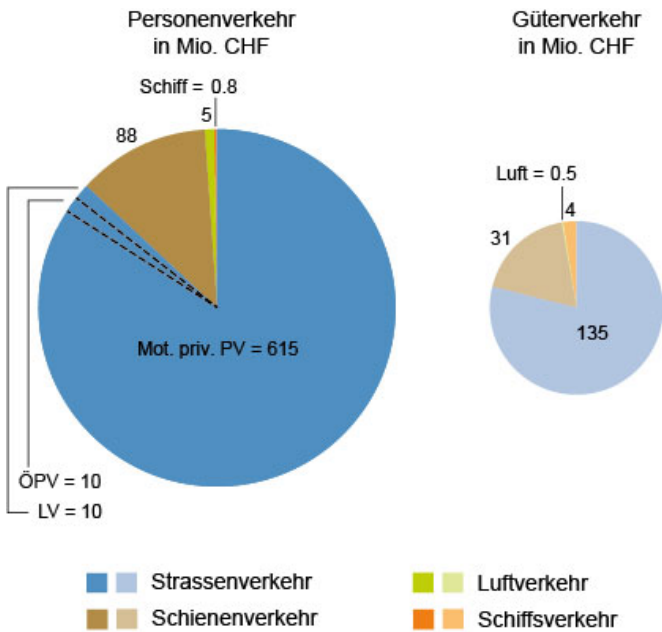 Personenverkehr
in Mio. CHF
Güterverkehr
in Mio. CHF
Schiff = 0.8
5
88
Luft = 0.5
4
31
135
Mot. priv. PV = 615
ÖPV = 10
LV = 10
Strassenverkehr
Luftverkehr
Schienenverkehr
Schiffsverkehr